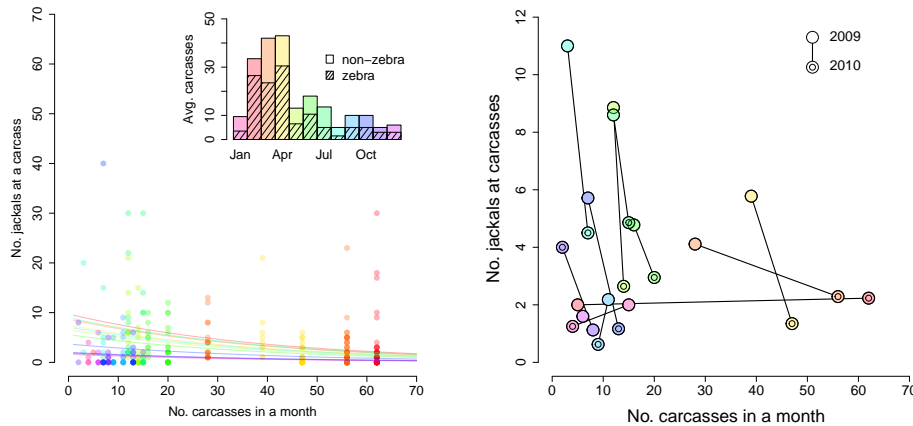 70
60
50
40
30
20
10
0
No. jackals at a carcass
0 10 20 30 40 50 60 70
No. carcasses in a month
50
30
10
0
Avg. carcasses
non−zebra
zebra
Jan Apr Jul Oct
12
10
8
6
4
2
0
No. jackals at carcasses
2009
2010
0 10 20 30 40 50 60 70
No. carcasses in a month